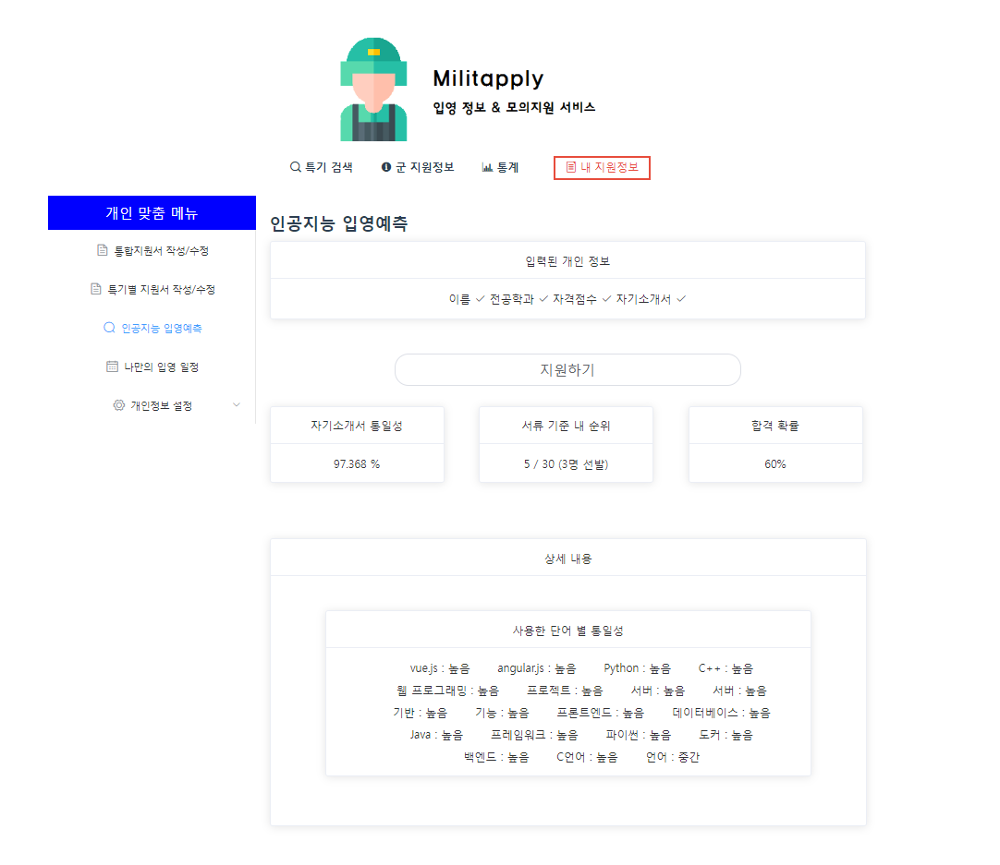 Militapply
입영 정보 & 모의지원 서비스
특기 검색 군 지원정보 통계 내 지원정보
개인 맞춤 메뉴
통합지원서 작성/수정
특기별 지원서 작성/수정
인공지능 입영예측
나만의 입영 일정
개인정보 설정
인공지능 입영예측
입력된 개인 정보
이름 ✓ 전공학과 ✓ 자격점수 ✓ 자기소개서 ✓
지원하기
자기소개서 통일성
97.368 %
서류 기준 내 순위
5 / 30 (3명 선발)
합격 확률
60%
상세 내용
사용한 단어 별 통일성
vue.js : 높음 angular.js : 높음 Python : 높음 C++ : 높음
웹 프로그래밍 : 높음 프로젝트 : 높음 서버 : 높음 서버 : 높음
기반 : 높음 기능 : 높음 프론트엔드 : 높음 데이터베이스 : 높음
Java : 높음 프레임워크 : 높음 파이썬 : 높음 도커 : 높음
백엔드 : 높음 C언어 : 높음 언어 : 중간